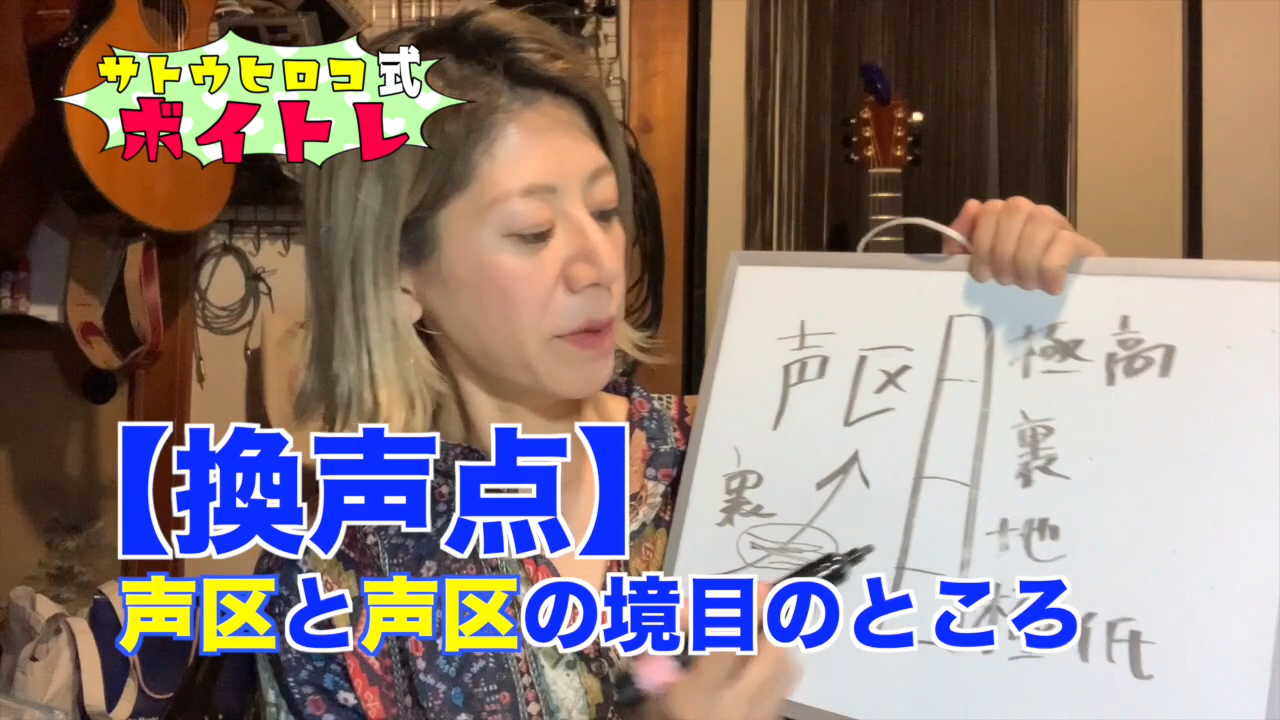 サトウヒロコ式
ボイトレ
声区
極高
裏
地
極低
裏
【換声点】
声区と声区の境目のところ